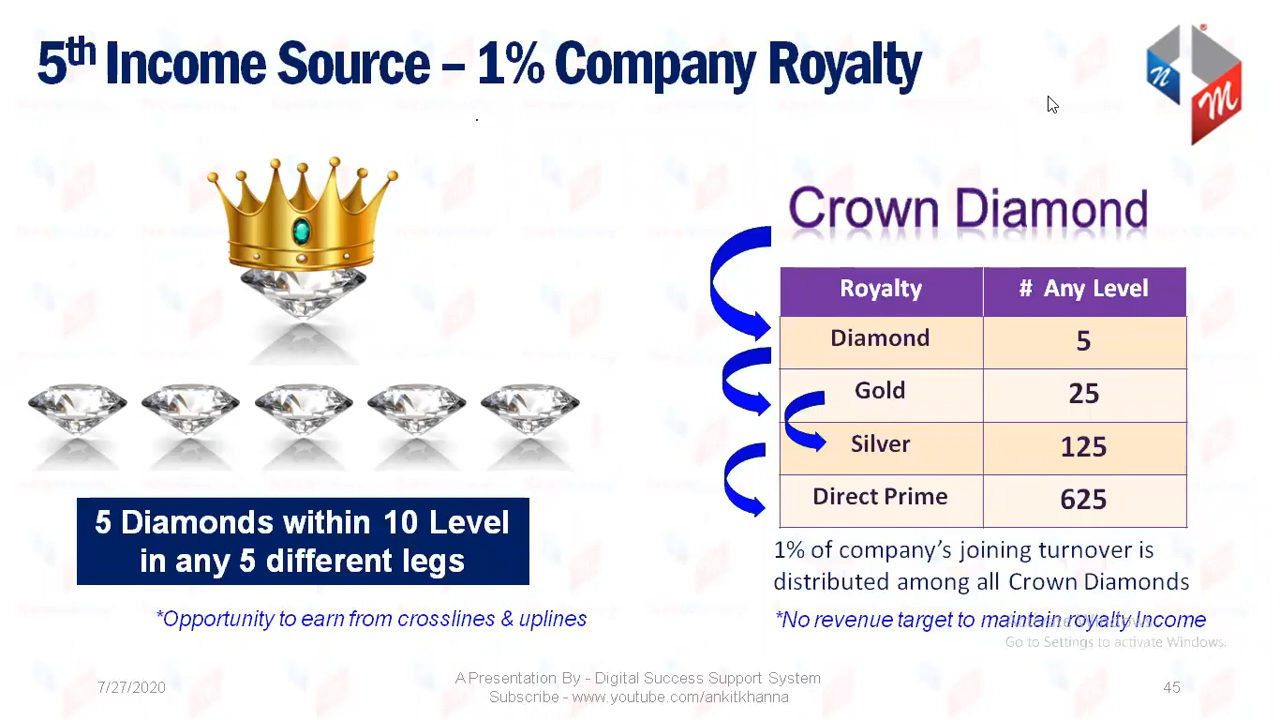 5th Income Source – 1% Company Royalty
n
M
Crown Diamond
Royalty # Any Level
Diamond 5
Gold 25
Silver 125
Direct Prime 625
5 Diamonds within 10 Level
in any 5 different legs
1% of company's joining turnover is
distributed among all Crown Diamonds
*Opportunity to earn from crosslines & uplines
*No revenue target to maintain royalty Income
Activate Windows
Go to Settings to activate Windows.
7/27/2020
A Presentation By - Digital Success Support System
Subscribe - www.youtube.com/ankitkhanna
45